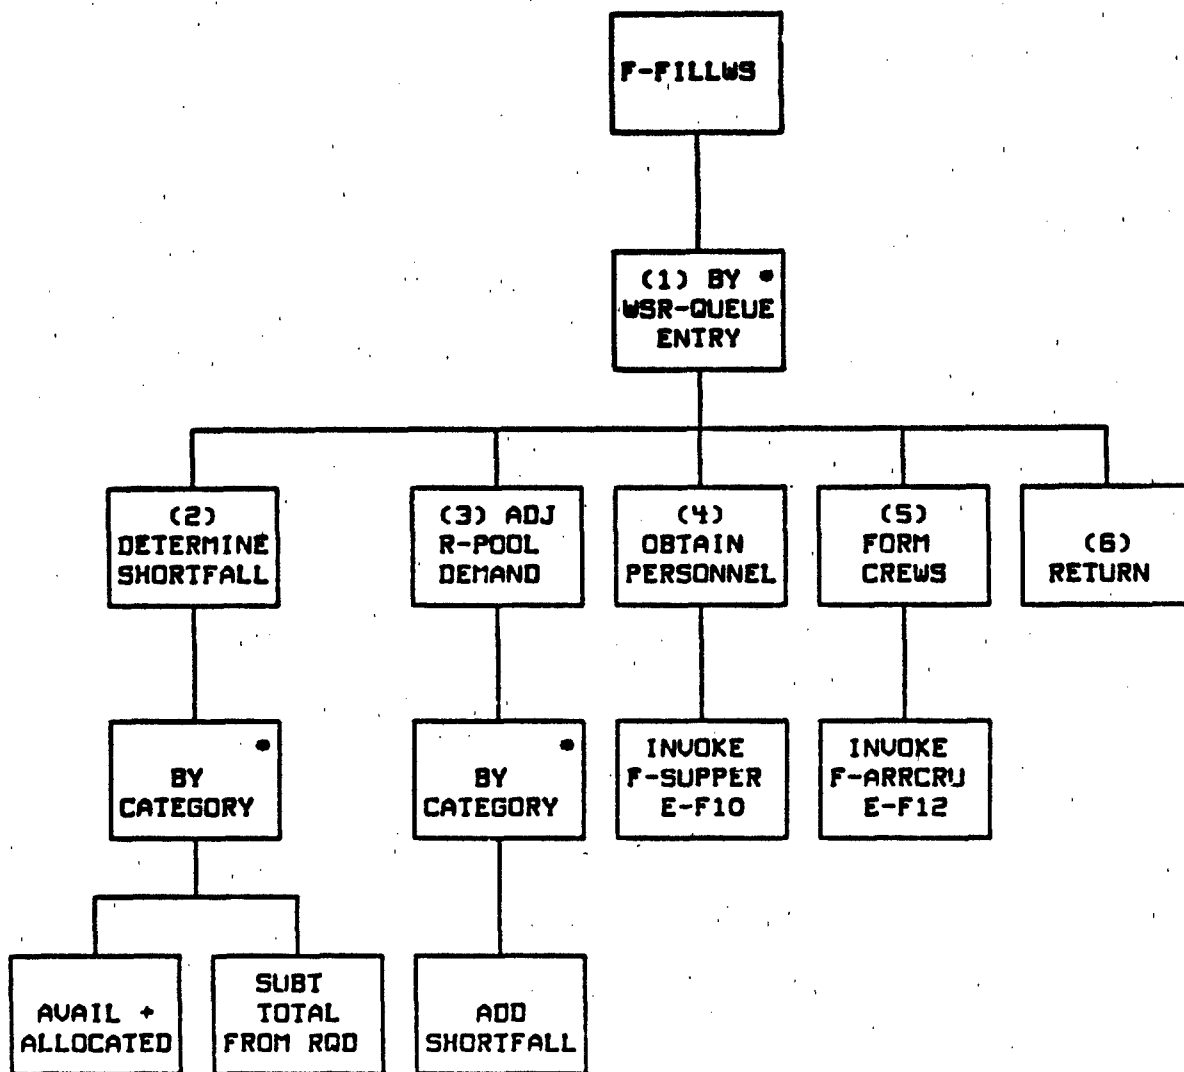 F-FILLWS
(1) BY *
WSR-QUEUE
ENTRY
(2)
DETERMINE
SHORTFALL
(3) ADJ
R-POOL
DEMAND
(4)
OBTAIN
PERSONNEL
(5)
FORM
CREWS
(6)
RETURN
*
BY
CATEGORY
*
BY
CATEGORY
INVOKE
F-SUPPER
E-F10
INVOKE
F-ARRCRU
E-F12
AVAIL +
ALLOCATED
SUBT
TOTAL
FROM RQD
ADD
SHORTFALL